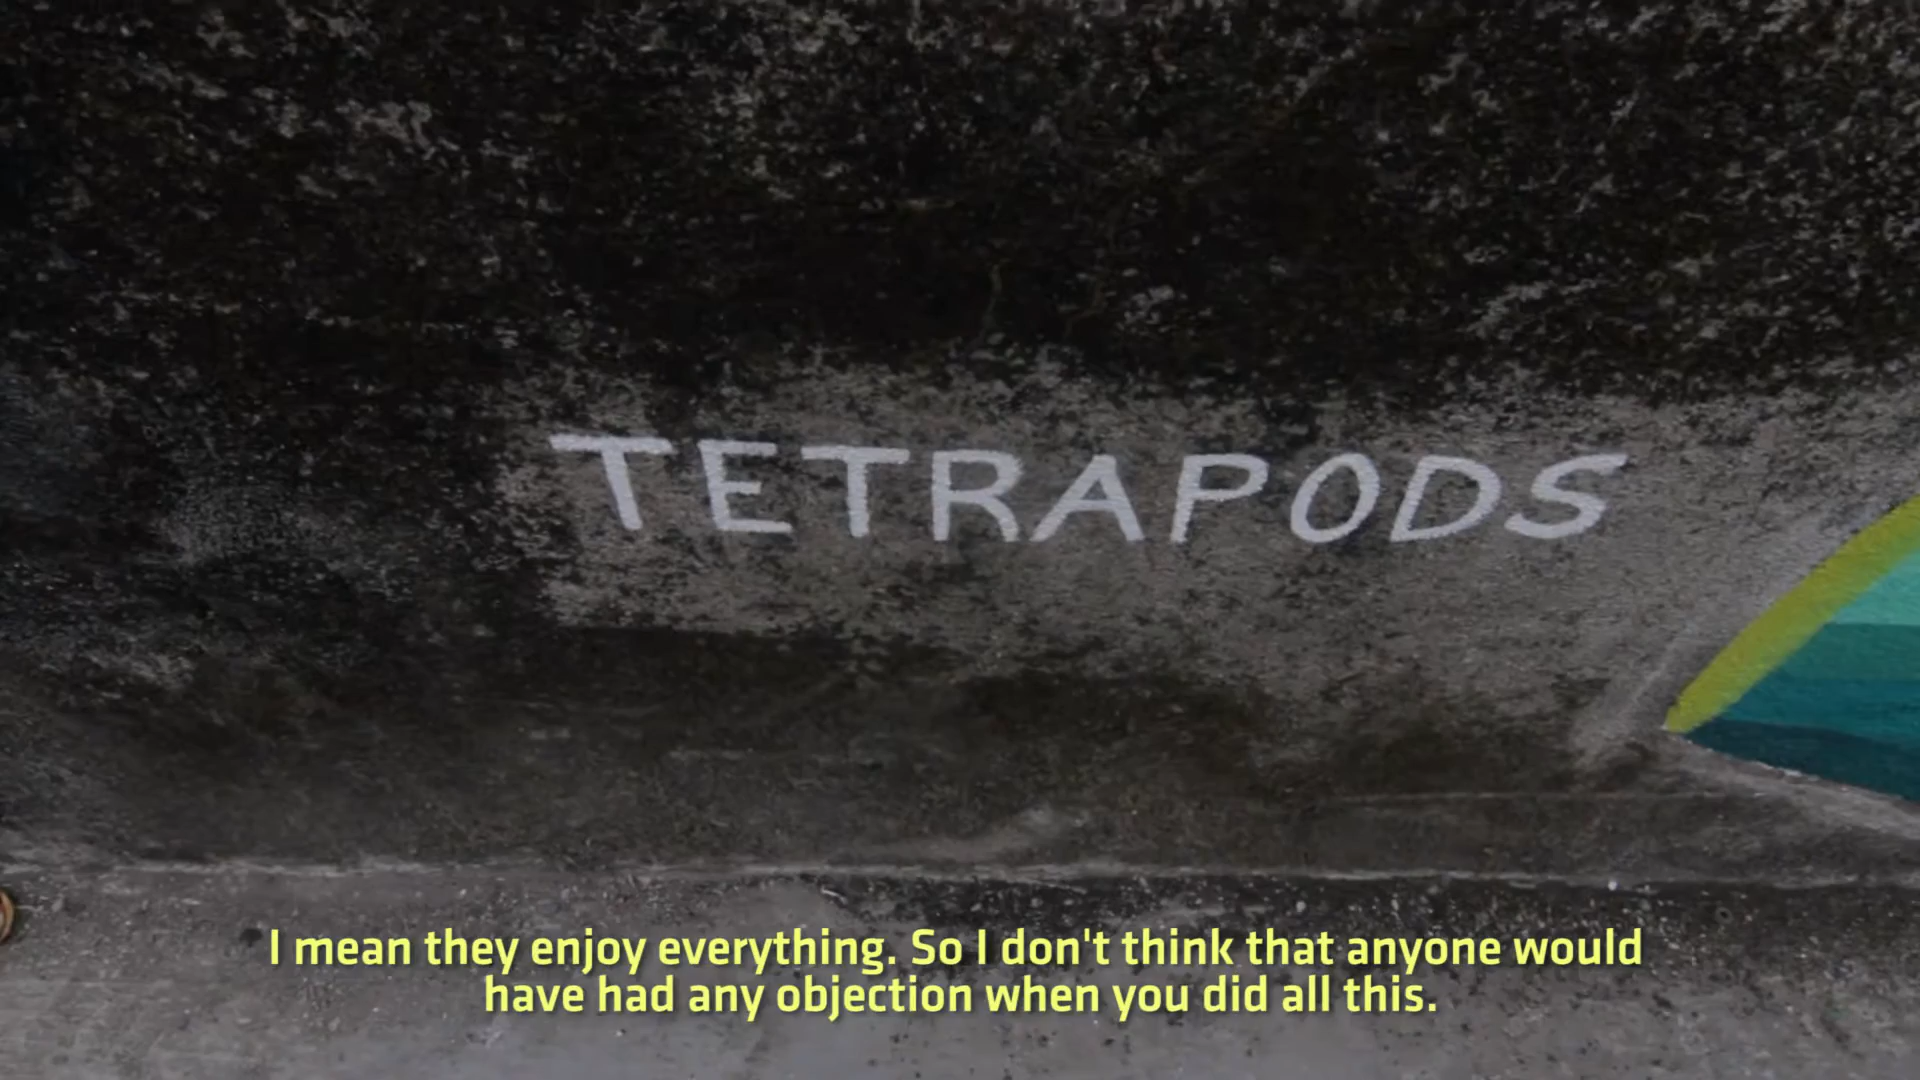 TETRAPODS
I mean they enjoy everything. So I don't think that anyone would
have had any objection when you did all this.